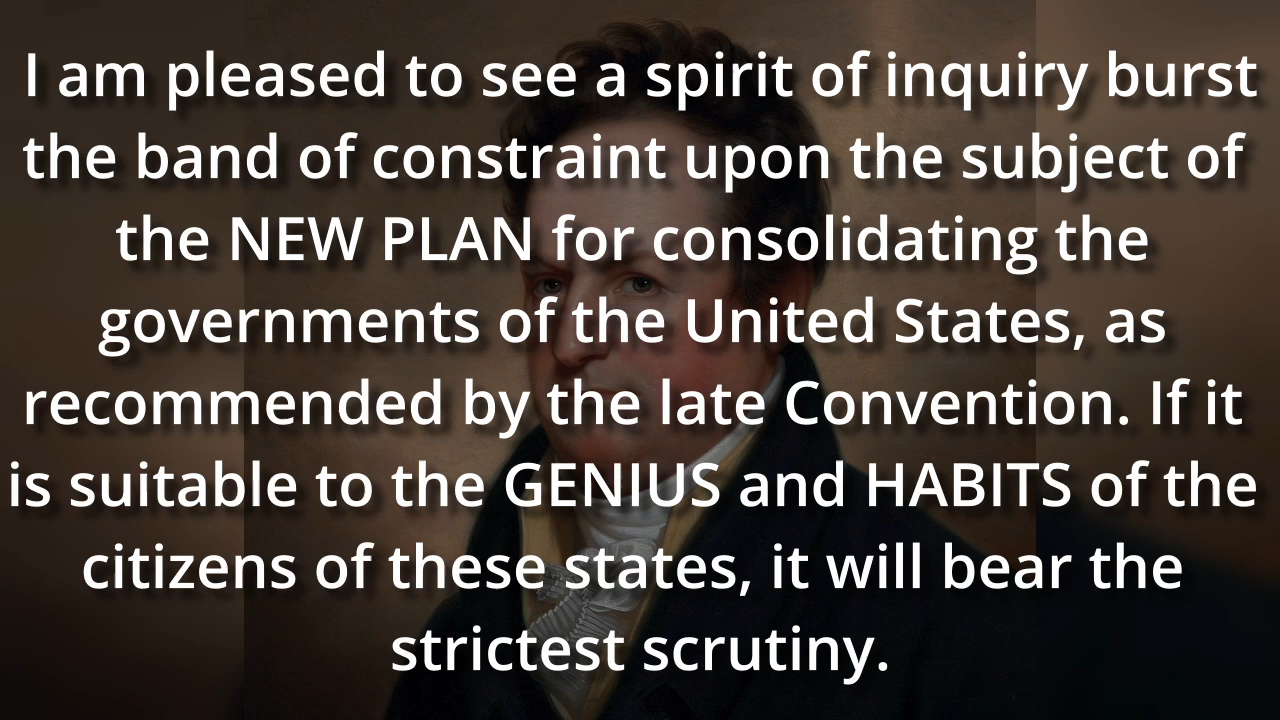 I am pleased to see a spirit of inquiry burst
the band of constraint upon the subject of
the NEW PLAN for consolidating the
governments of the United States, as
recommended by the late Convention. If it
is suitable to the GENIUS and HABITS of the
citizens of these states, it will bear the
strictest scrutiny.